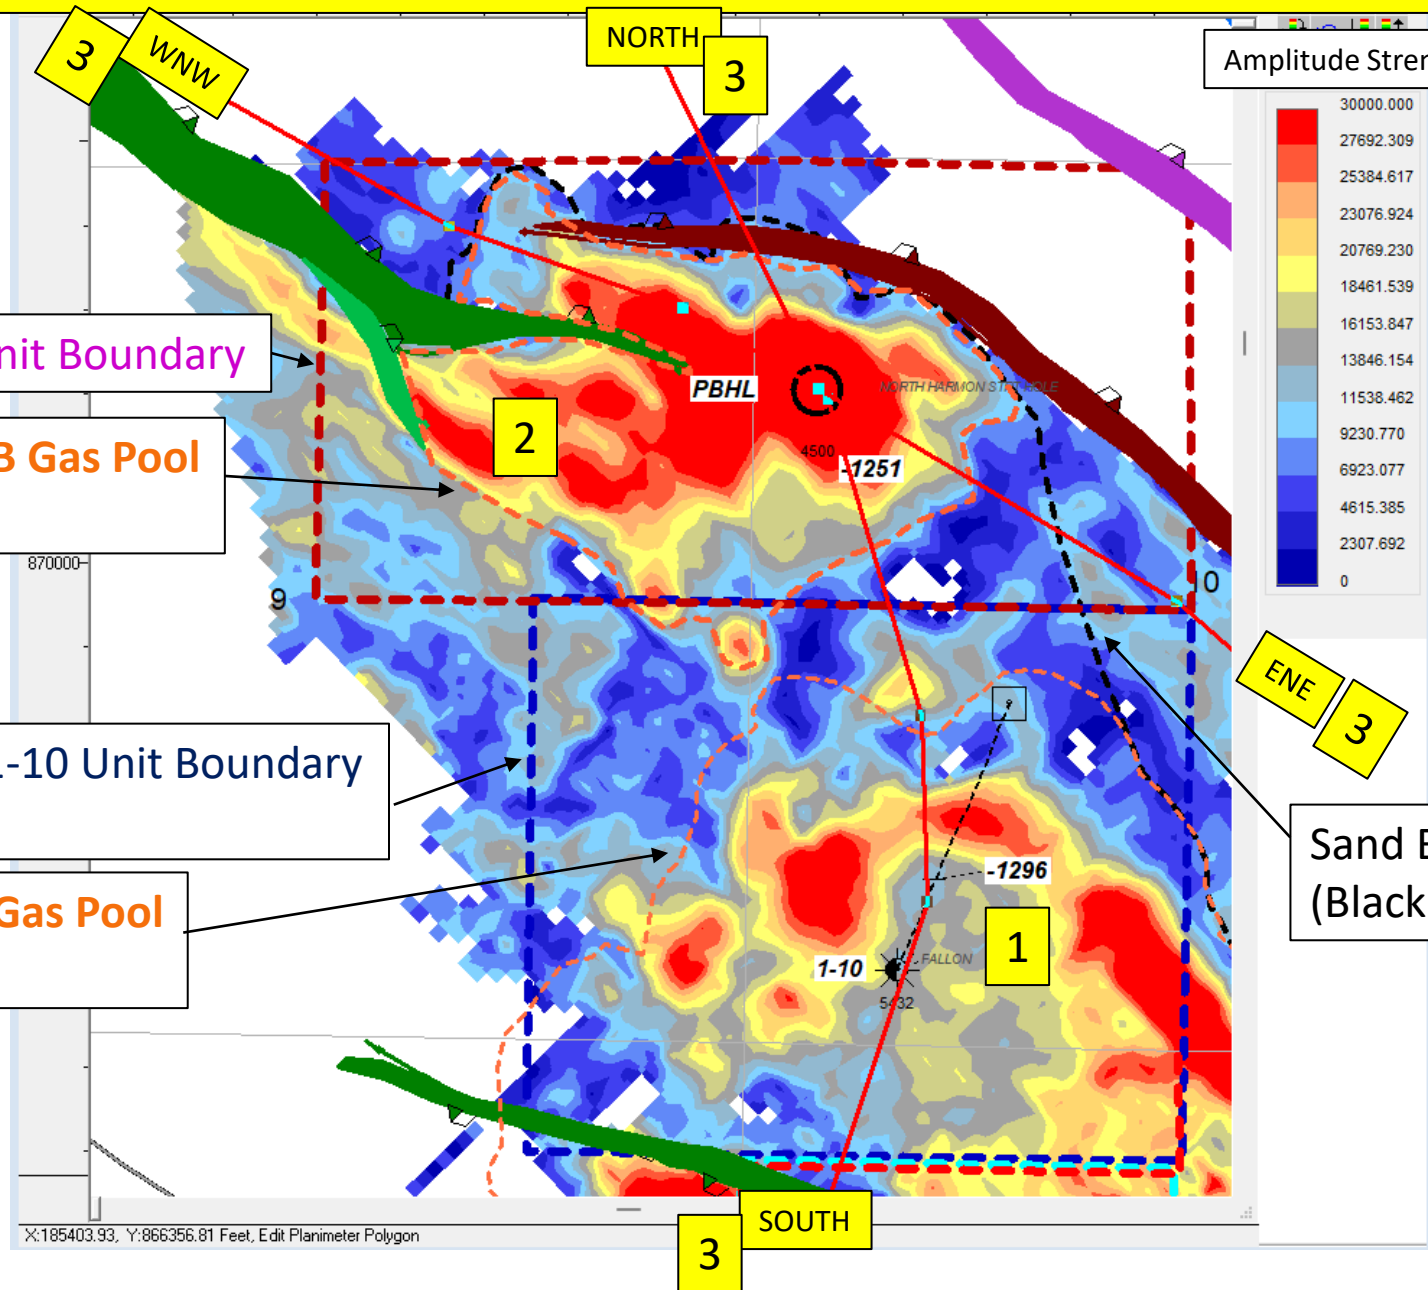 3
WNW
NORTH
3
Amplitude Stren
30000.000
27692.309
25384.617
23076.924
20769.230
18461.539
16153.847
13846.154
11538.462
9230.770
6923.077
4615.385
2307.692
0
nit Boundary
PBHL
NORTH HARMON
2
B Gas Pool
4500
-1251
870000
9
10
ENE
3
1-10 Unit Boundary
Sand E
(Black
-1296
Gas Pool
1
1-10
FALLON
5432
SOUTH
3
X:185403.93, Y:866356.81 Feet, Edit Planimeter Polygon